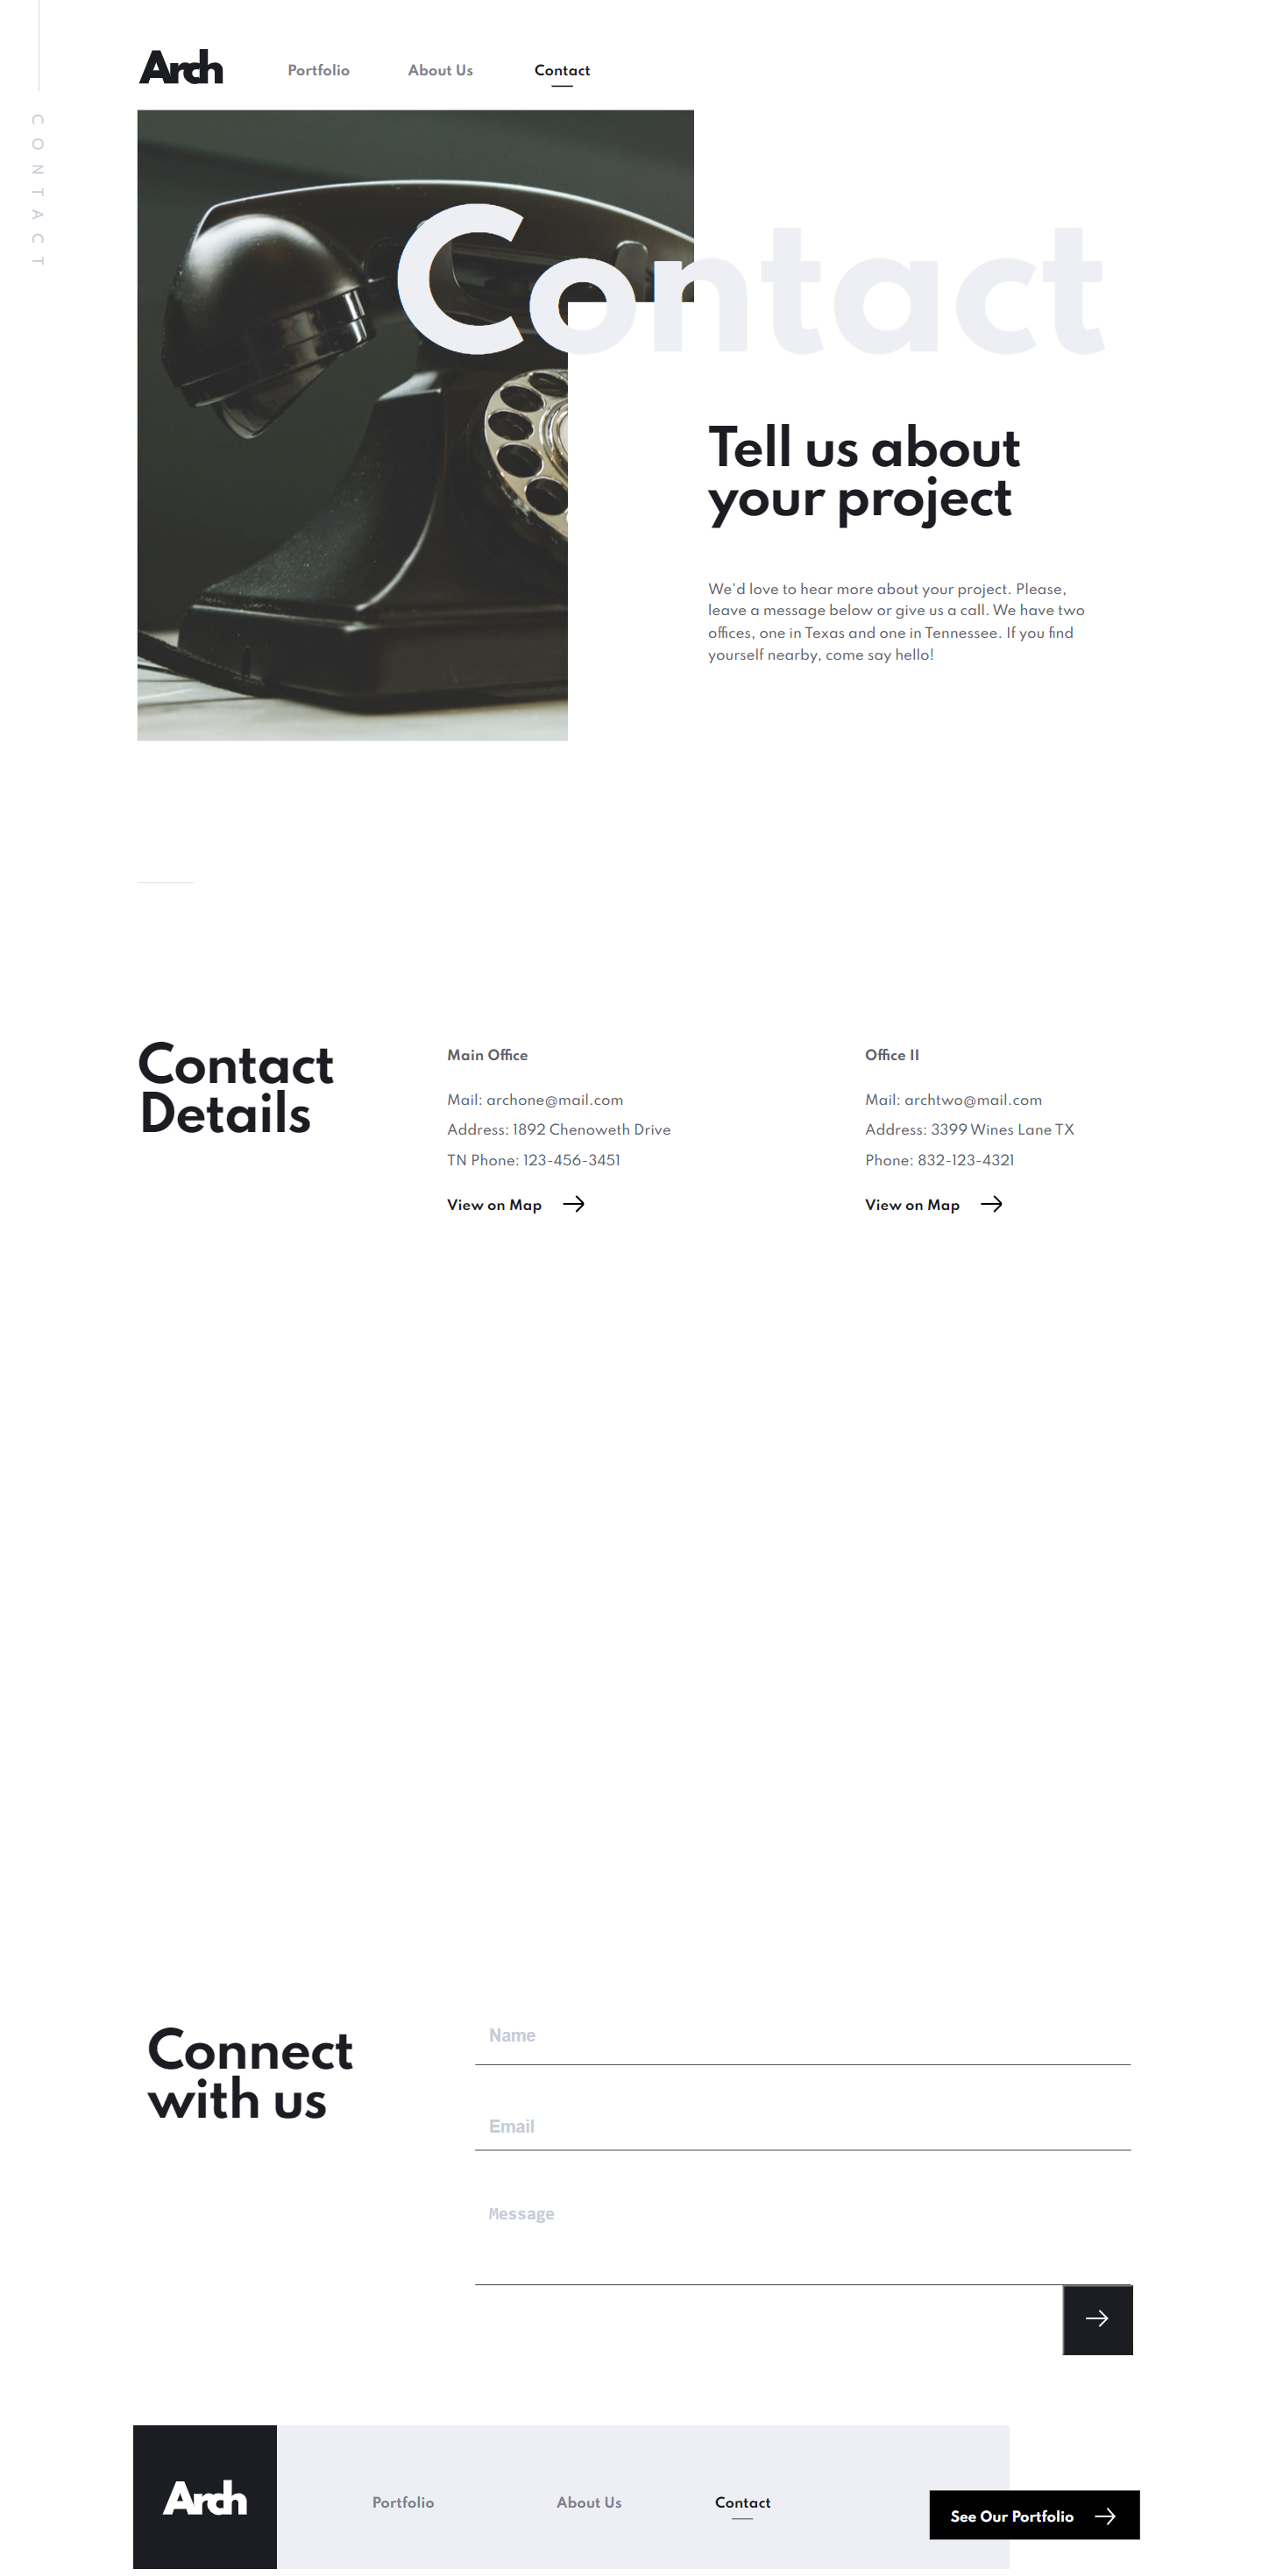 CONTACT
Arch
Portfolio
About Us
Contact
Contact
Tell us about
your project
We'd love to hear more about your project. Please,
leave a message below or give us a call. We have two
offices, one in Texas and one in Tennessee. If you find
yourself nearby, come say hello!
Contact
Details
Main Office
Mail: archone@mail.com
Address: 1892 Chenoweth Drive
TN Phone: 123-456-3451
View on Map
Office II
Mail: archtwo@mail.com
Address: 3399 Wines Lane TX
Phone: 832-123-4321
View on Map
Connect
with us
Name
Email
Message
Arch
Portfolio
About Us
Contact
See Our Portfolio